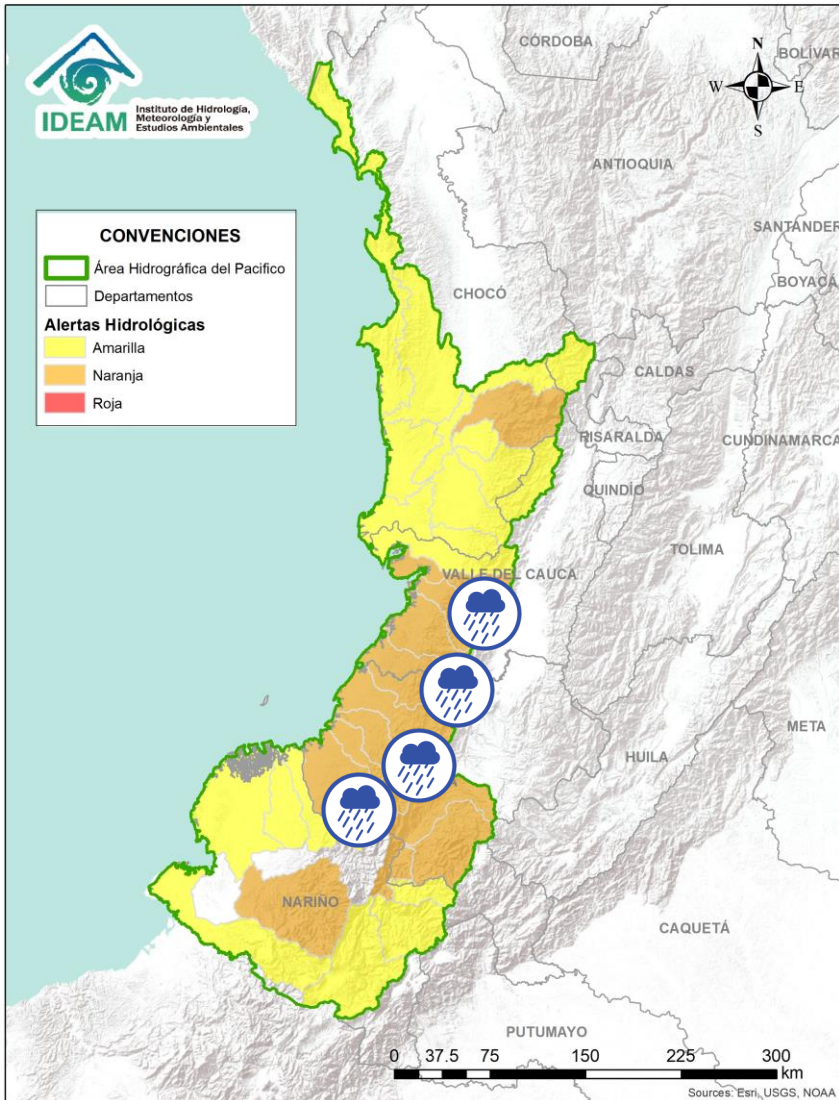 IDEAM
Instituto de Hidrología,
Meteorología y
Estudios Ambientales
CÓRDOBA
BOLÍVAR
N
W
E
S
ANTIOQUIA
CONVENCIONES
Área Hidrográfica del Pacifico
Departamentos
Alertas Hidrológicas
Amarilla
Naranja
Roja
SANTANDER
BOYACÁ
CHOCÓ
CALDAS
RISARALDA
CUNDINAMARCA
QUINDÍO
TOLIMA
VALLE DEL CAUCA
META
HUILA
NARIÑO
CAQUETÁ
PUTUMAYO
0 37.5 75 150 225 300
km
Sources: Esri, USGS, NOAA